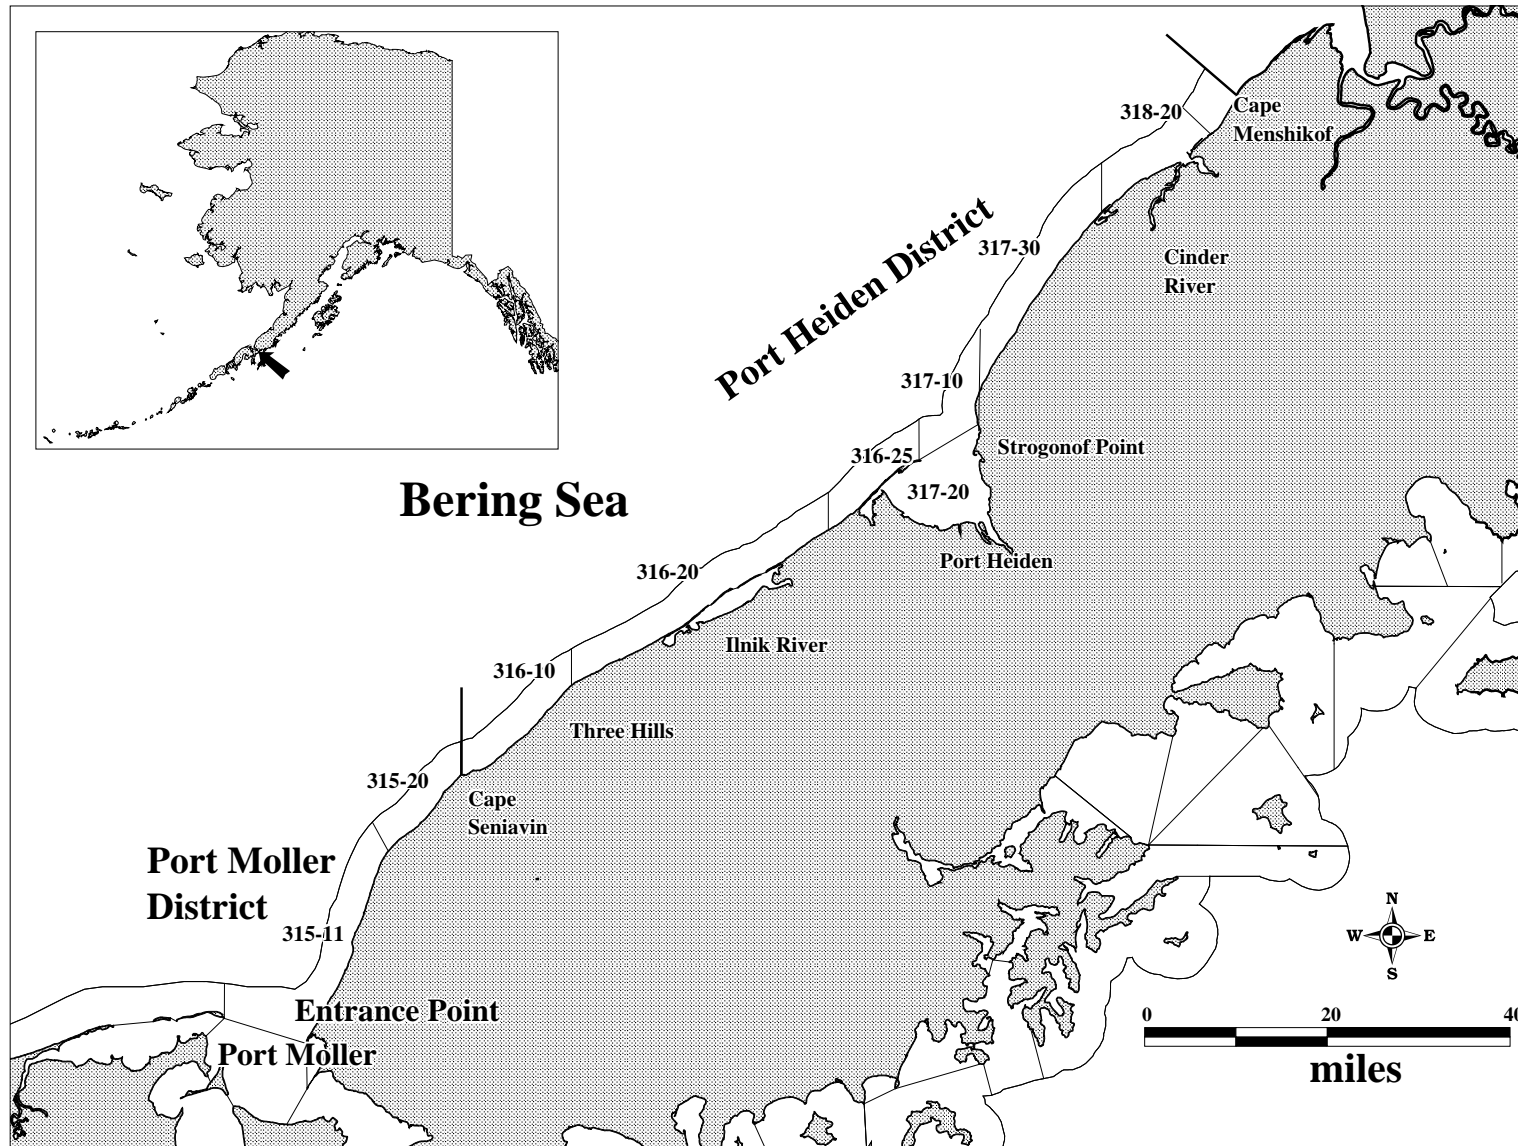 318-20
Cape
Menshikof
Port Heiden District
317-30
Cinder
River
317-10
Strogonof Point
316-25
317-20
Bering Sea
Port Heiden
316-20
Ilnik River
316-10
Three Hills
315-20
Cape
Seniavin
Port Moller
District
315-11
N
W
E
S
Entrance Point
Port Moller
0
20
40
miles